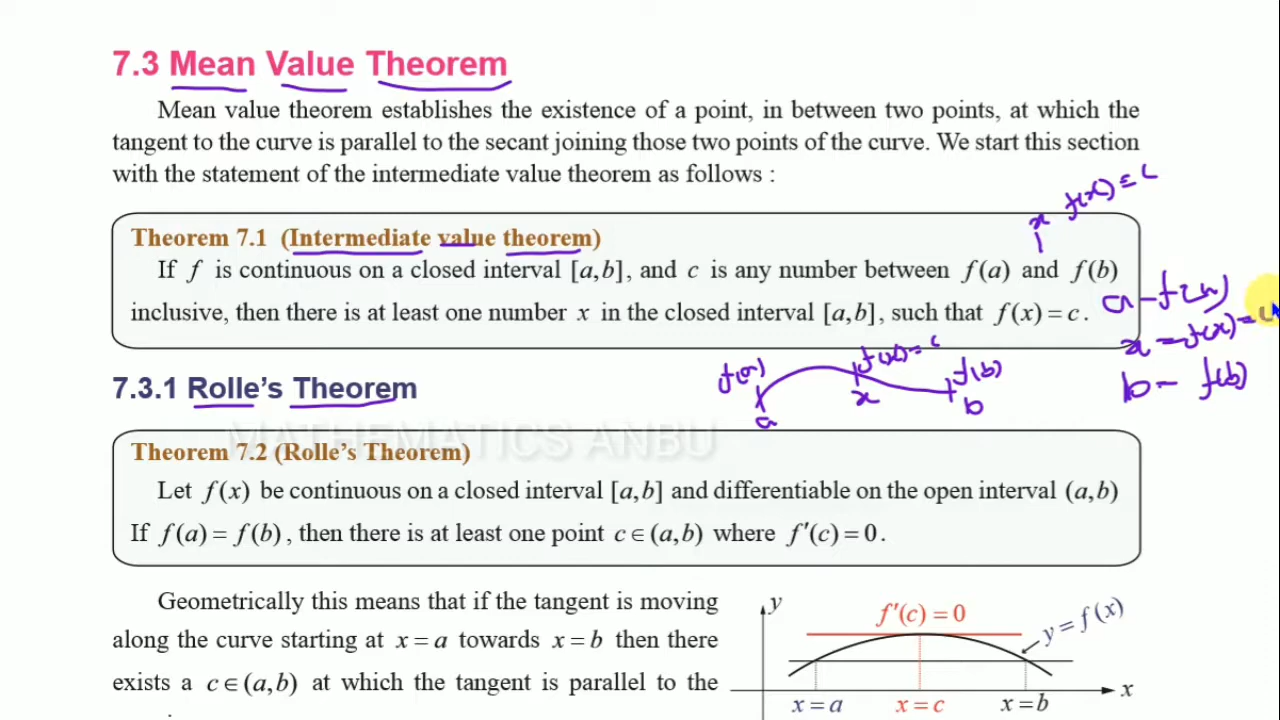 7.3 Mean Value Theorem
Mean value theorem establishes the existence of a point, in between two points, at which the
tangent to the curve is parallel to the secant joining those two points of the curve. We start this section
with the statement of the intermediate value theorem as follows :
x f(x) = c
Theorem 7.1 (Intermediate value theorem)
If f is continuous on a closed interval [a,b], and c is any number between f(a) and f(b)
inclusive, then there is at least one number x in the closed interval [a,b], such that f(x) = c.
a – f(a)
x – f(x) = c
b – f(b)
f(a) f(x) = c f(b)
a x b
7.3.1 Rolle's Theorem
MATHEMATICS ANBU
Theorem 7.2 (Rolle's Theorem)
Let f(x) be continuous on a closed interval [a,b] and differentiable on the open interval (a,b)
If f(a) = f(b), then there is at least one point c ∈ (a,b) where f′(c) = 0.
Geometrically this means that if the tangent is moving
along the curve starting at x = a towards x = b then there
exists a c ∈ (a,b) at which the tangent is parallel to the
y
f′(c) = 0
y = f(x)
x
x = a x = c x = b